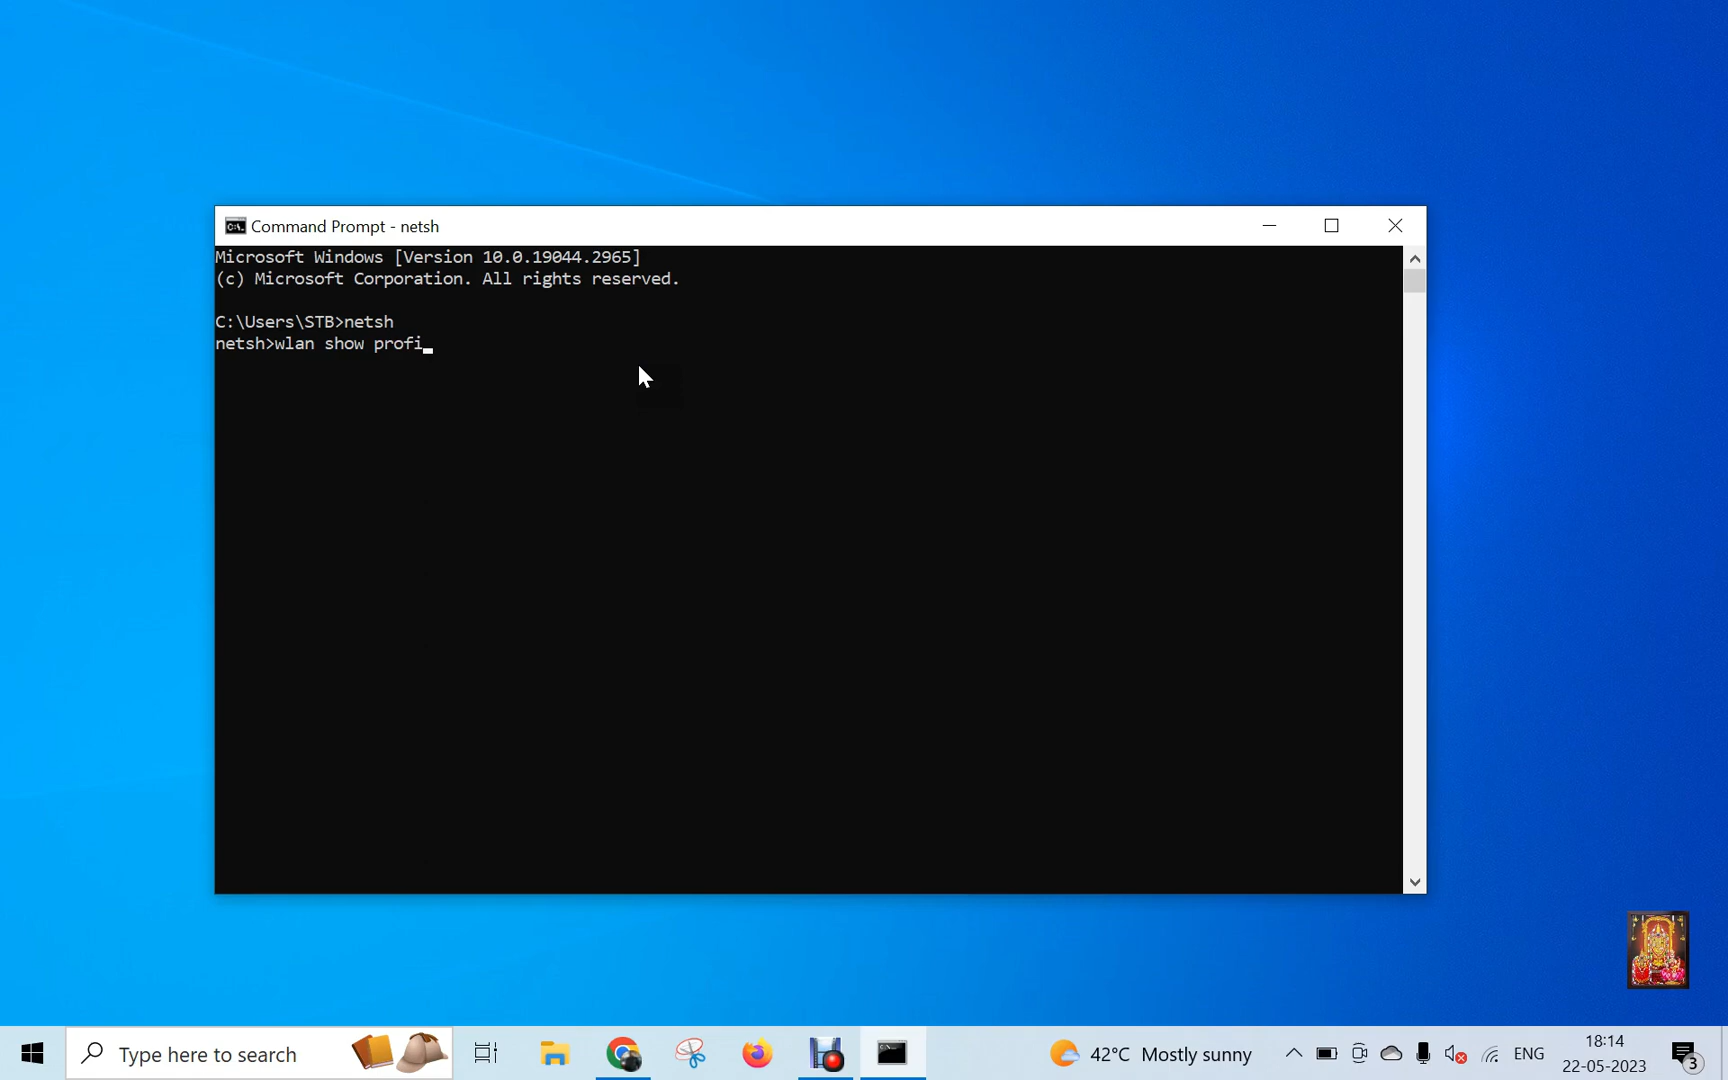 Command Prompt - netsh
Microsoft Windows [Version 10.0.19044.2965]
(c) Microsoft Corporation. All rights reserved.
C:\Users\STB>netsh
netsh>wlan show profi_
Type here to search
42°C Mostly sunny
ENG
18:14
22-05-2023
3